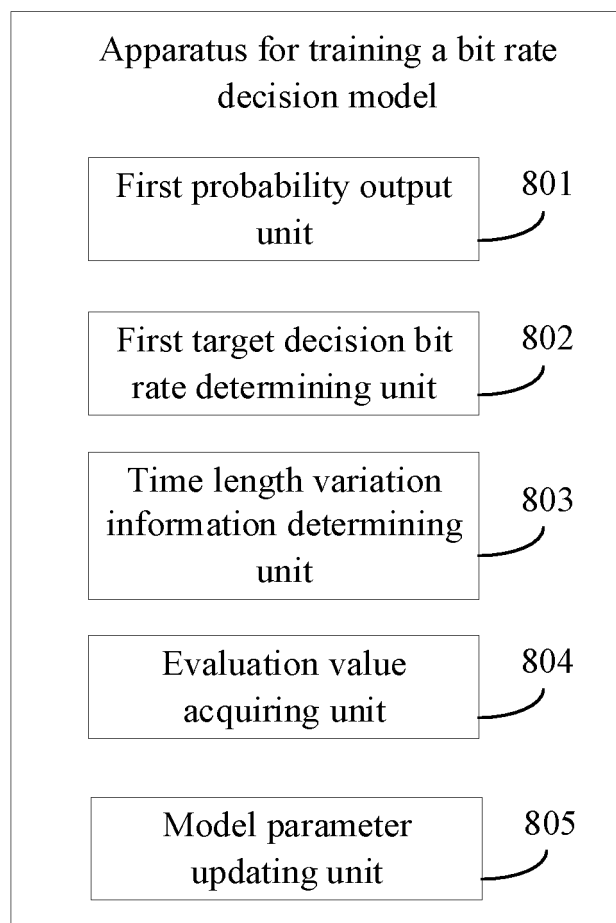 Apparatus for training a bit rate
decision model
First probability output
unit
801
First target decision bit
rate determining unit
802
Time length variation
information determining
unit
803
Evaluation value
acquiring unit
804
Model parameter
updating unit
805